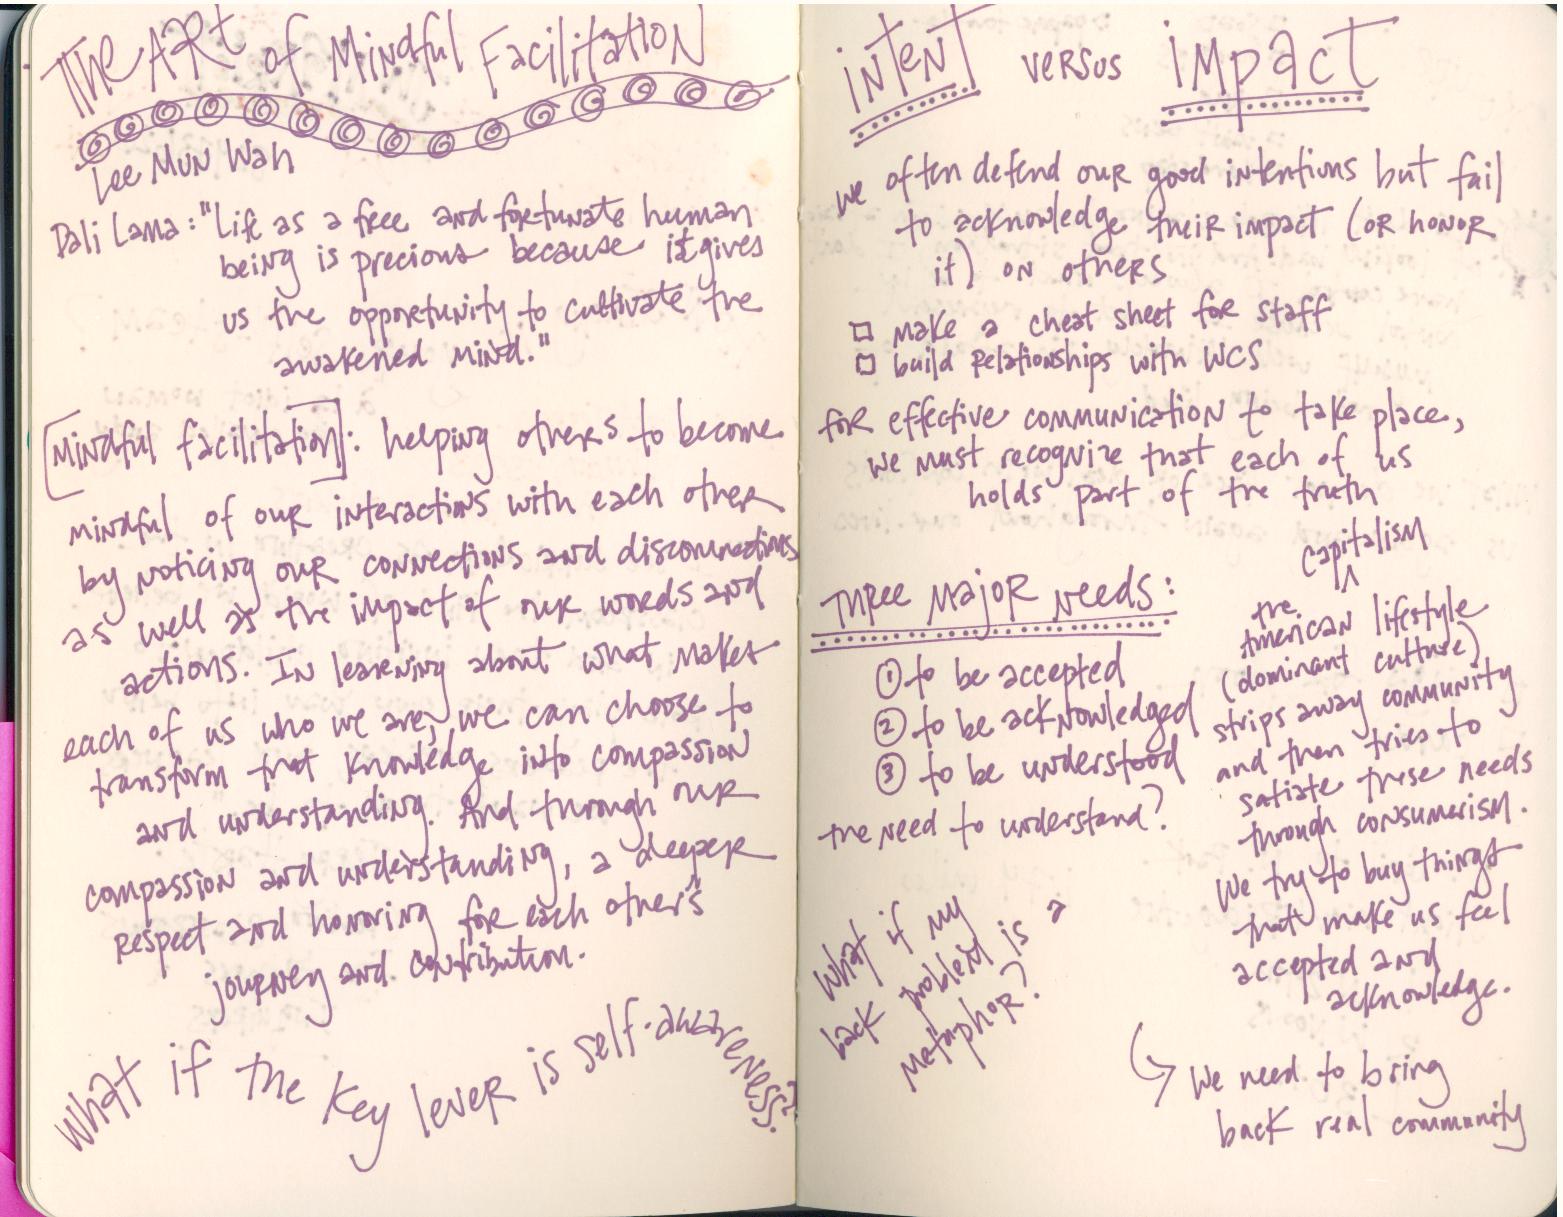 The ART of Mindful Facilitation
Lee Mun Wah
Dali Lama: "Life as a free and fortunate human
being is precious because it gives
us the opportunity to cultivate the
awakened mind."
[Mindful facilitation]: helping others to become
mindful of our interactions with each other
by noticing our connections and disconnections
as well as the impact of our words and
actions. In learning about what makes
each of us who we are, we can choose to
transform that knowledge into compassion
and understanding. And through our
compassion and understanding, a deeper
respect and honoring for each other's
journey and contribution.
What if the key lever is self-awareness?
intent versus impact
we often defend our good intentions but fail
to acknowledge their impact (or honor
it) on others
□ make a cheat sheet for staff
□ build relationships with WCS
for effective communication to take place,
we must recognize that each of us
holds part of the truth
Three Major Needs:
① to be accepted
② to be acknowledged
③ to be understood
the need to understand?
What if my
back problem is a
metaphor?
capitalism
^
the
American lifestyle
(dominant culture)
strips away community
and then tries to
satiate these needs
through consumerism.
We try to buy things
that make us feel
accepted and
acknowledge.
We need to bring
back real community